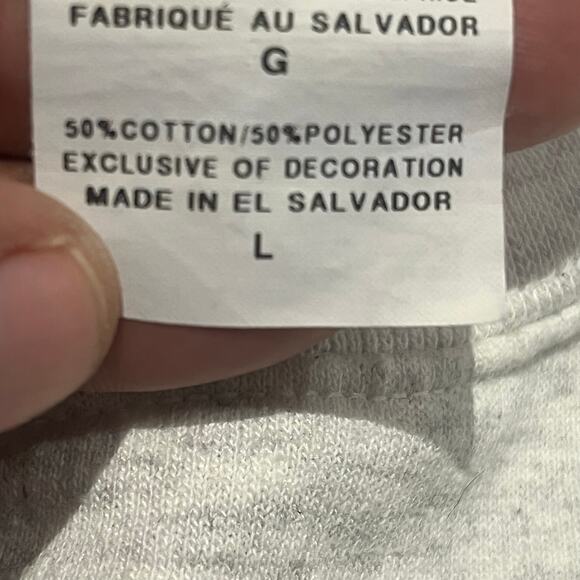 FABRIQUÉ AU SALVADOR
G
50%COTTON/50%POLYESTER
EXCLUSIVE OF DECORATION
MADE IN EL SALVADOR
L